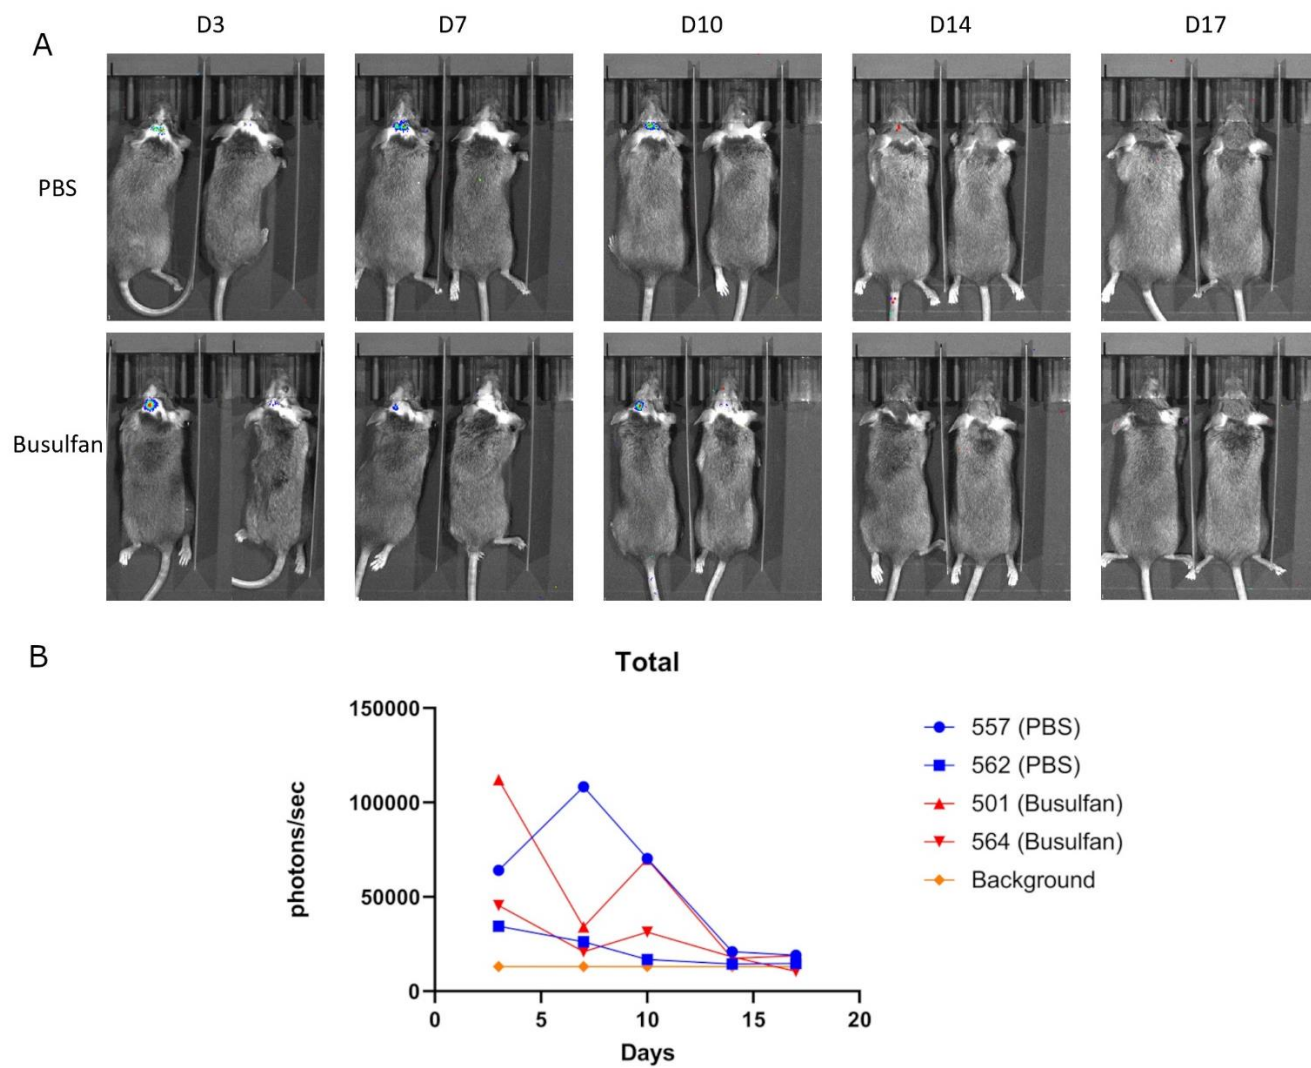 D3 D7 D10 D14 D17
A
PBS
Busulfan
B
Total
150000
100000
50000
0
photons/sec
0 5 10 15 20
Days
557 (PBS)
562 (PBS)
501 (Busulfan)
564 (Busulfan)
Background